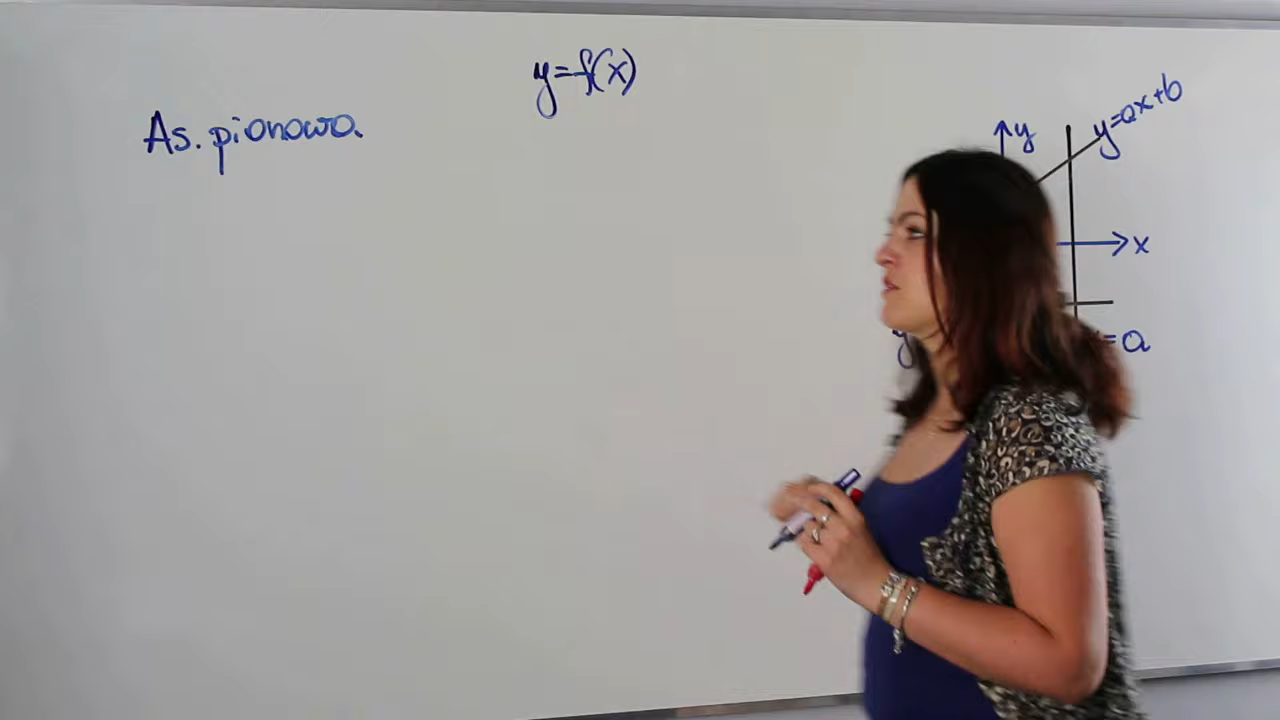 y=f(x)
As. pionowa
y
y=ax+b
x
y
=a